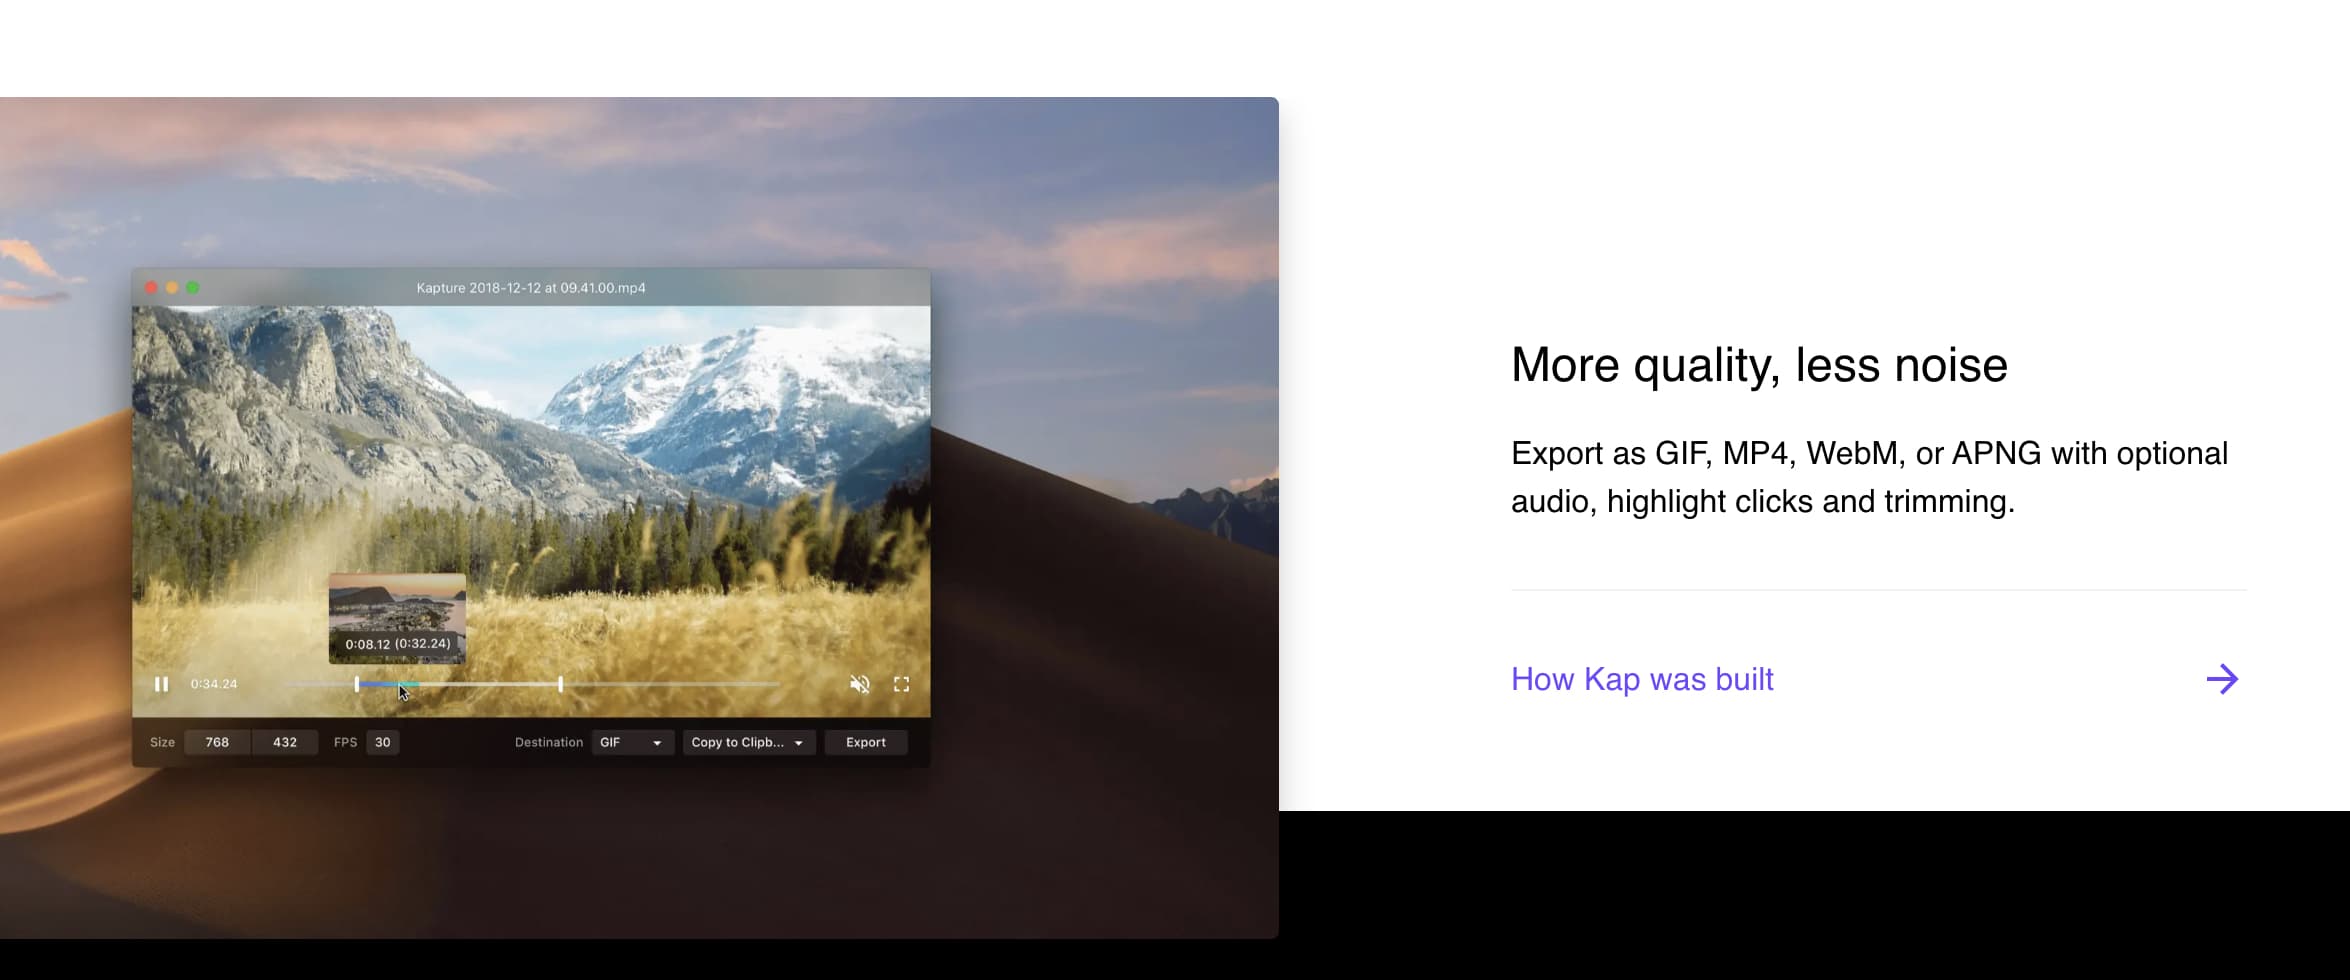 Kapture 2018-12-12 at 09.41.00.mp4
0:08.12 (0:32.24)
0:34.24
Size 768 432 FPS 30 Destination GIF Copy to Clipb... Export
More quality, less noise
Export as GIF, MP4, WebM, or APNG with optional
audio, highlight clicks and trimming.
How Kap was built